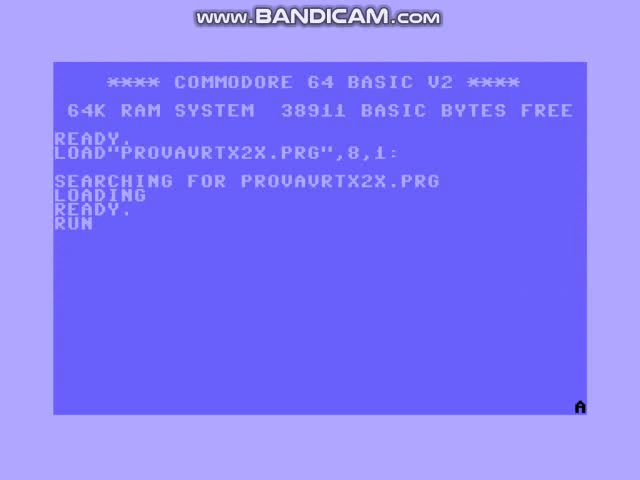 www.BANDICAM.com
**** COMMODORE 64 BASIC V2 ****
64K RAM SYSTEM  38911 BASIC BYTES FREE
READY.
LOAD"PROVAVRTX2X.PRG",8,1:
SEARCHING FOR PROVAVRTX2X.PRG
LOADING
READY.
RUN
A